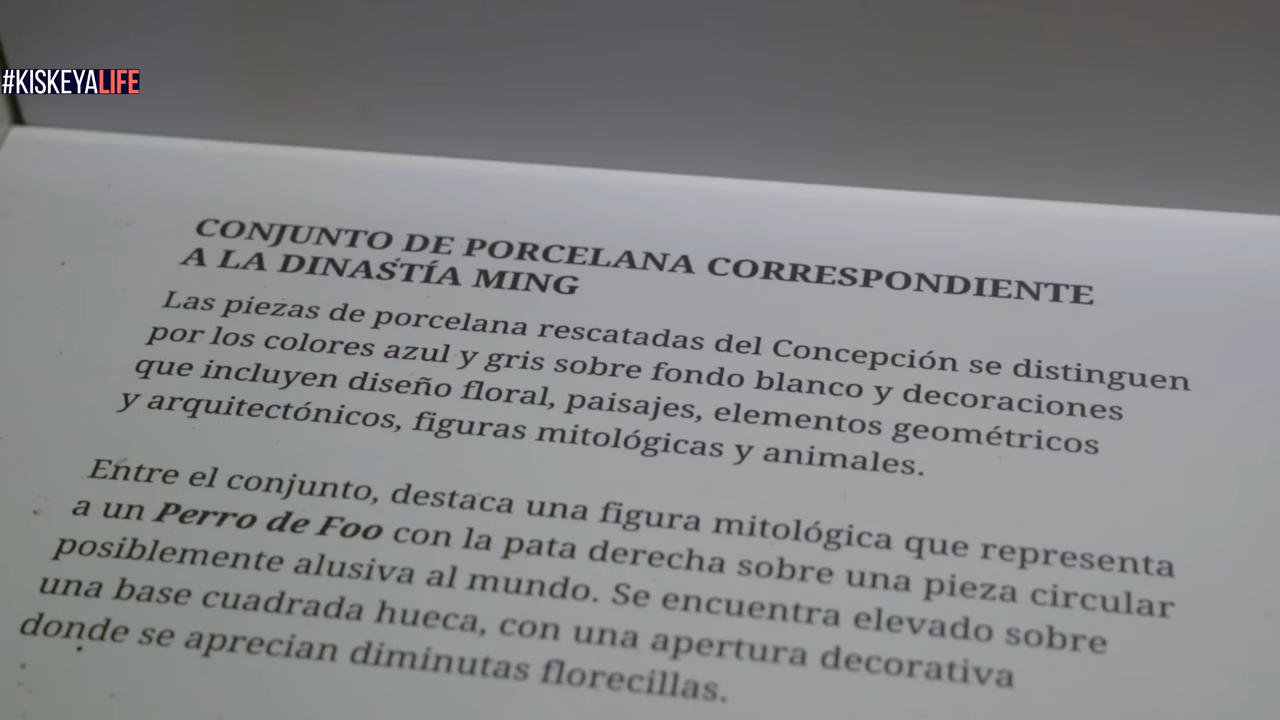 #KISKEYALIFE
CONJUNTO DE PORCELANA CORRESPONDIENTE
A LA DINASTÍA MING
Las piezas de porcelana rescatadas del Concepción se distinguen
por los colores azul y gris sobre fondo blanco y decoraciones
que incluyen diseño floral, paisajes, elementos geométricos
y arquitectónicos, figuras mitológicas y animales.
Entre el conjunto, destaca una figura mitológica que representa
a un Perro de Foo con la pata derecha sobre una pieza circular
posiblemente alusiva al mundo. Se encuentra elevado sobre
una base cuadrada hueca, con una apertura decorativa
donde se aprecian diminutas florecillas.